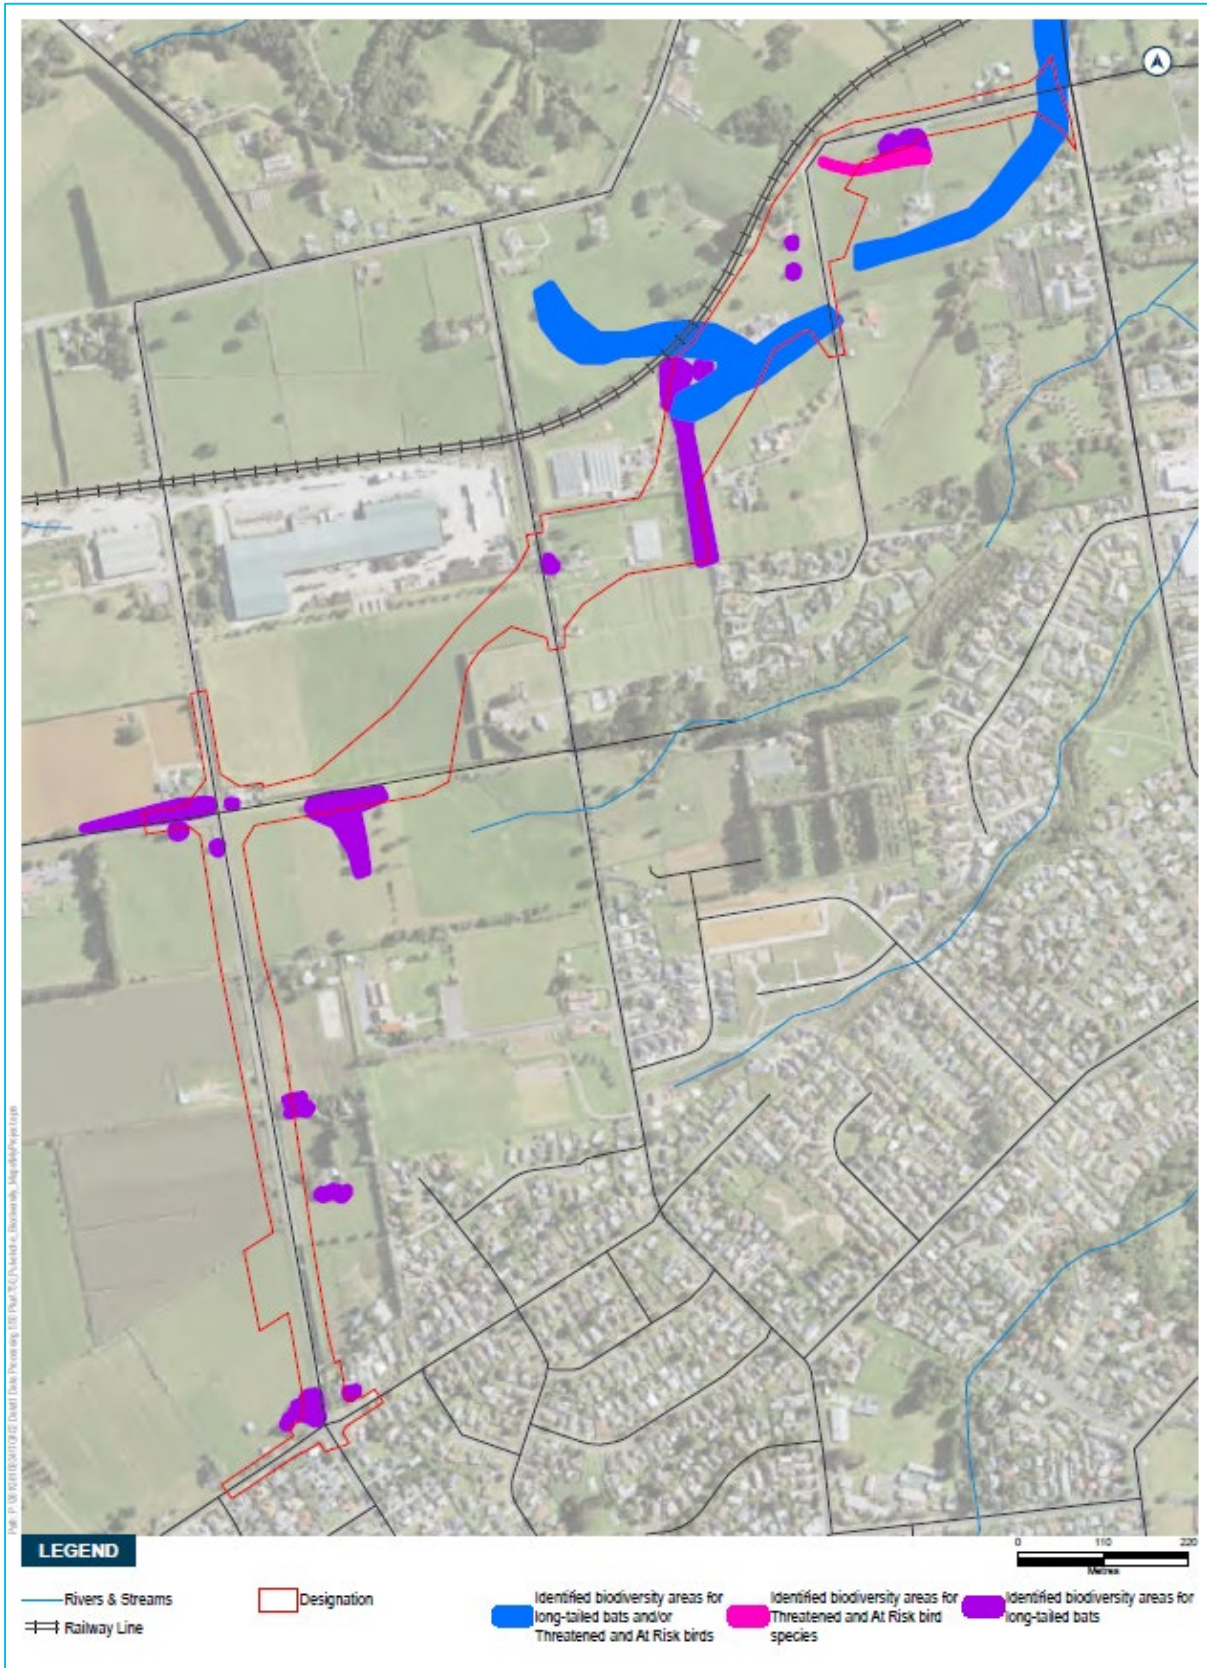 LEGEND
0 110 220
Metres
Rivers & Streams
Railway Line
Designation
Identified biodiversity areas for
long-tailed bats and/or
Threatened and At Risk birds
Identified biodiversity areas for
Threatened and At Risk bird
species
Identified biodiversity areas for
long-tailed bats